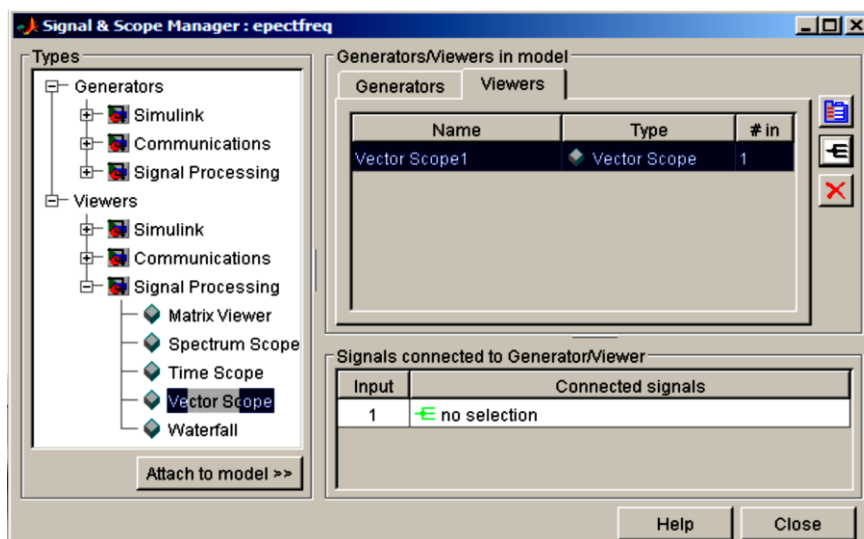 Signal & Scope Manager : epectfreq
Types
Generators
Simulink
Communications
Signal Processing
Viewers
Simulink
Communications
Signal Processing
Matrix Viewer
Spectrum Scope
Time Scope
Vector Scope
Waterfall
Attach to model >>
Generators/Viewers in model
Generators Viewers
Name Type # in
Vector Scope1 Vector Scope 1
Signals connected to Generator/Viewer
Input Connected signals
1 no selection
Help Close